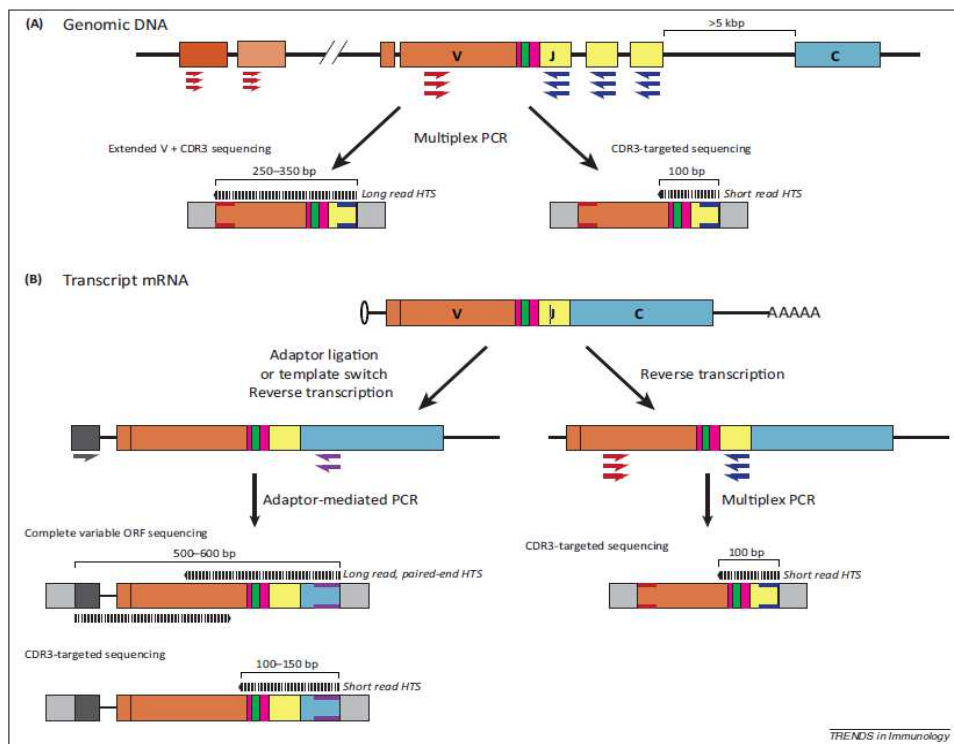 (A) Genomic DNA
>5 kbp
V
J
C
Multiplex PCR
Extended V + CDR3 sequencing
250–350 bp
Long read HTS
CDR3-targeted sequencing
100 bp
Short read HTS
(B) Transcript mRNA
V
J
C
AAAAA
Adaptor ligation
or template switch
Reverse transcription
Reverse transcription
Adaptor-mediated PCR
Multiplex PCR
Complete variable ORF sequencing
500–600 bp
Long read, paired-end HTS
CDR3-targeted sequencing
100 bp
Short read HTS
CDR3-targeted sequencing
100–150 bp
Short read HTS
TRENDS in Immunology